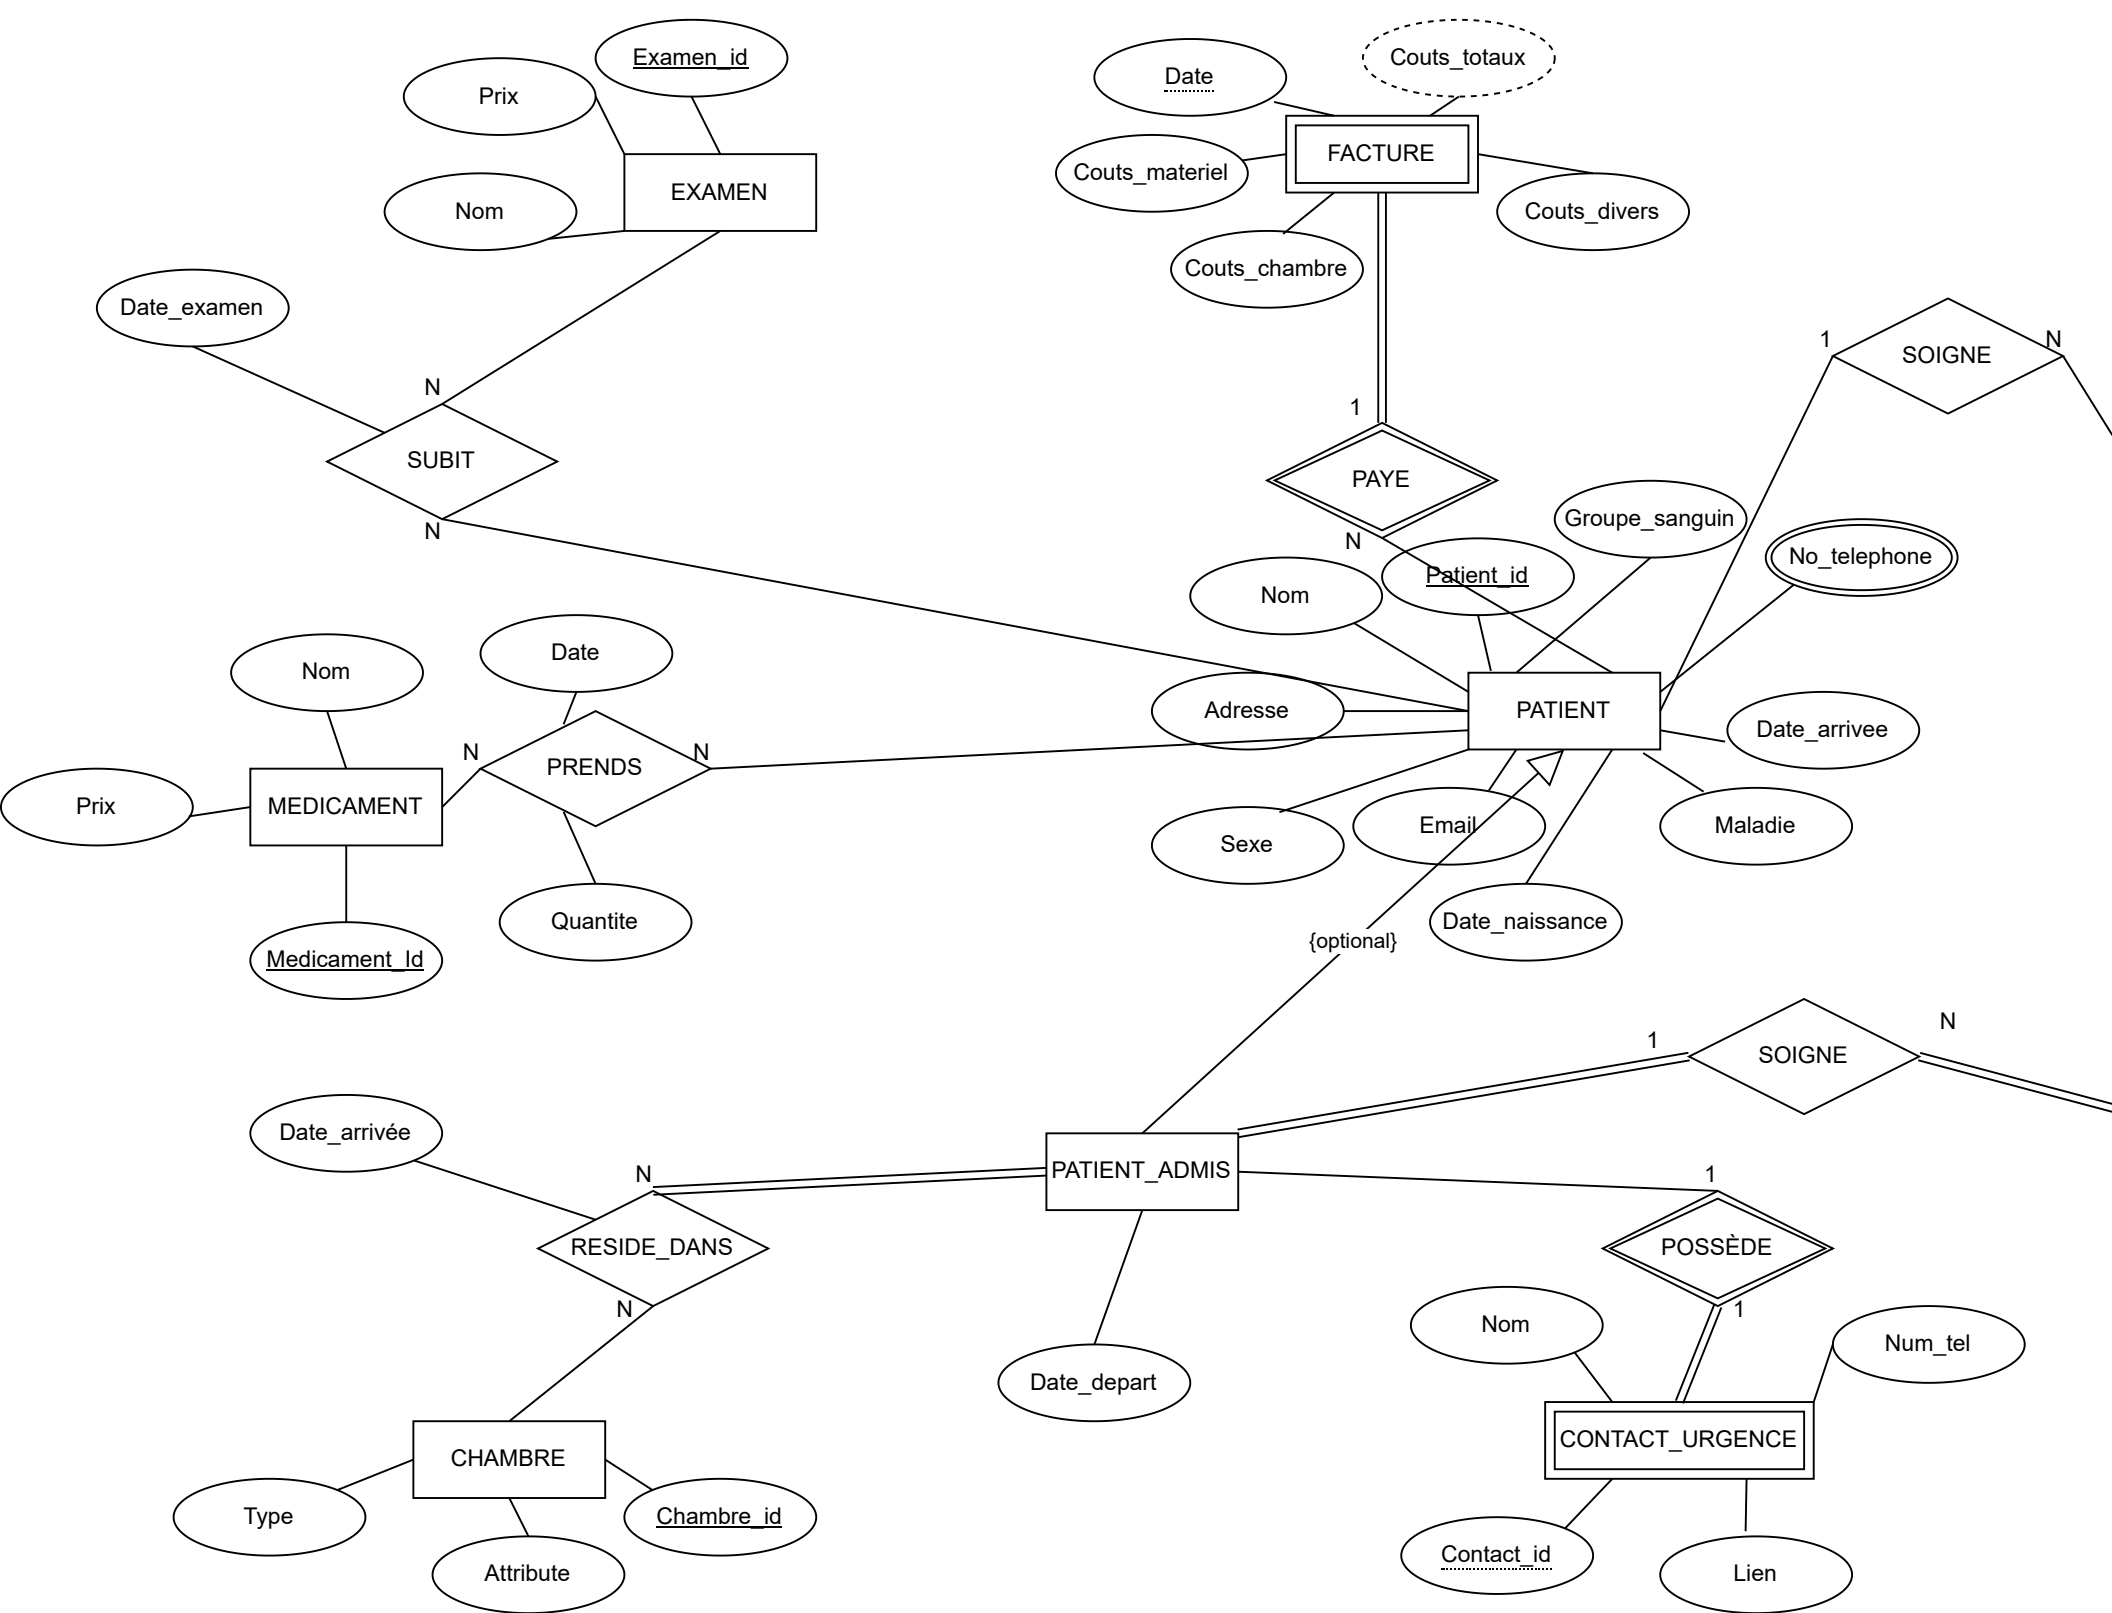 Examen_id
Couts_totaux
Date
Prix
FACTURE
Couts_materiel
EXAMEN
Nom
Couts_divers
Couts_chambre
Date_examen
1
SOIGNE
N
N
1
SUBIT
PAYE
N
N
Groupe_sanguin
No_telephone
Patient_id
Nom
Date
Nom
Adresse
PATIENT
Date_arrivee
N
PRENDS
N
Prix
MEDICAMENT
Sexe
Email
Maladie
Quantite
Date_naissance
{optional}
Medicament_Id
N
1
SOIGNE
Date_arrivée
N
PATIENT_ADMIS
1
RESIDE_DANS
POSSÈDE
N
1
Nom
Num_tel
Date_depart
CHAMBRE
CONTACT_URGENCE
Type
Chambre_id
Attribute
Contact_id
Lien